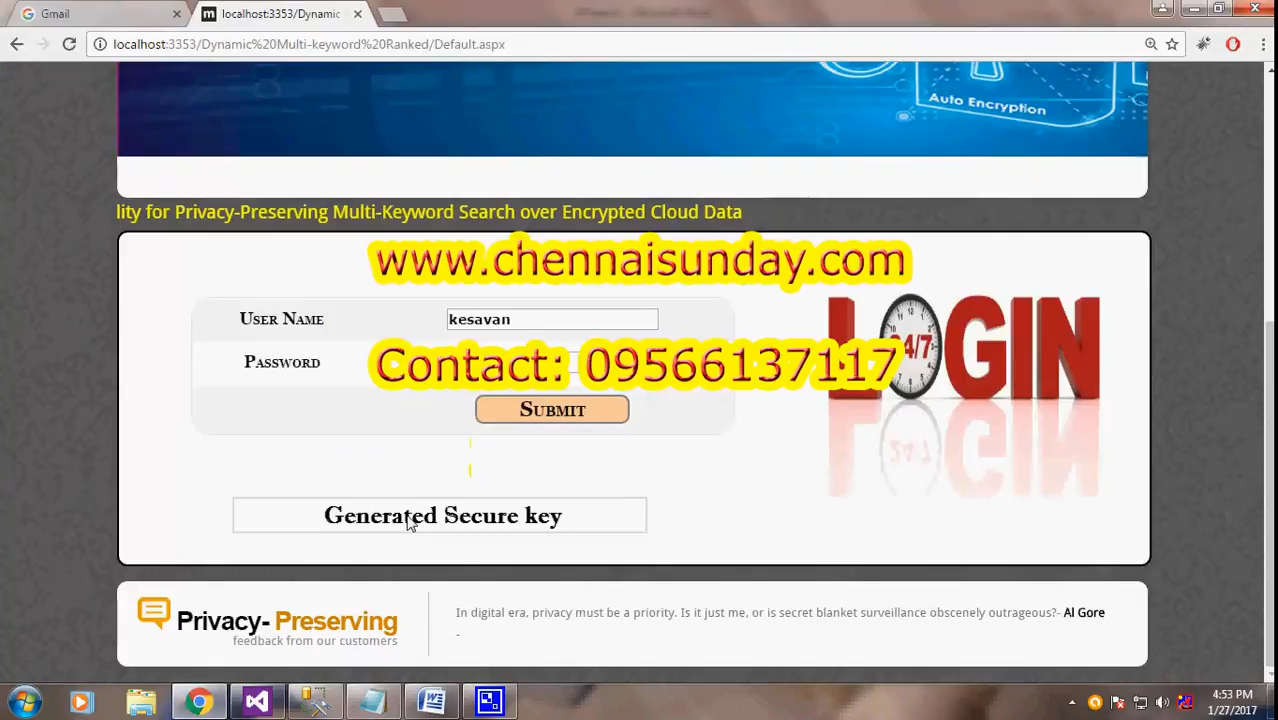 Gmail
localhost:3353/Dynamic
localhost:3353/Dynamic%20Multi-keyword%20Ranked/Default.aspx
Auto Encryption
lity for Privacy-Preserving Multi-Keyword Search over Encrypted Cloud Data
www.chennaisunday.com
User Name
kesavan
Password
Contact: 09566137117
Submit
24/7
LOGIN
Generated Secure key
Privacy- Preserving
feedback from our customers
In digital era, privacy must be a priority. Is it just me, or is secret blanket surveillance obscenely outrageous?- Al Gore
-
4:53 PM
1/27/2017